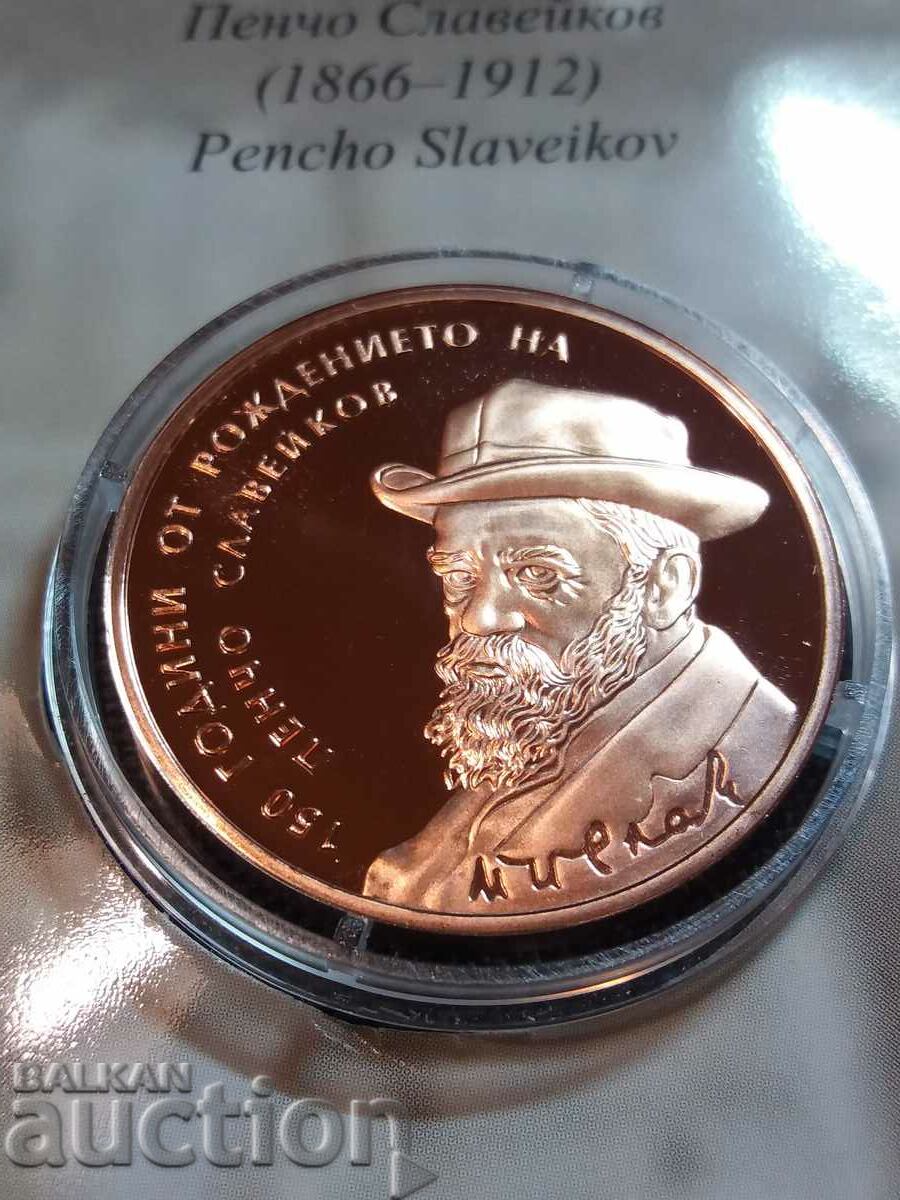 Пенчо Славейков
(1866–1912)
Pencho Slaveikov
150 ГОДИНИ ОТ РОЖДЕНИЕТО НА
ПЕНЧО СЛАВЕЙКОВ
BALKAN
auction